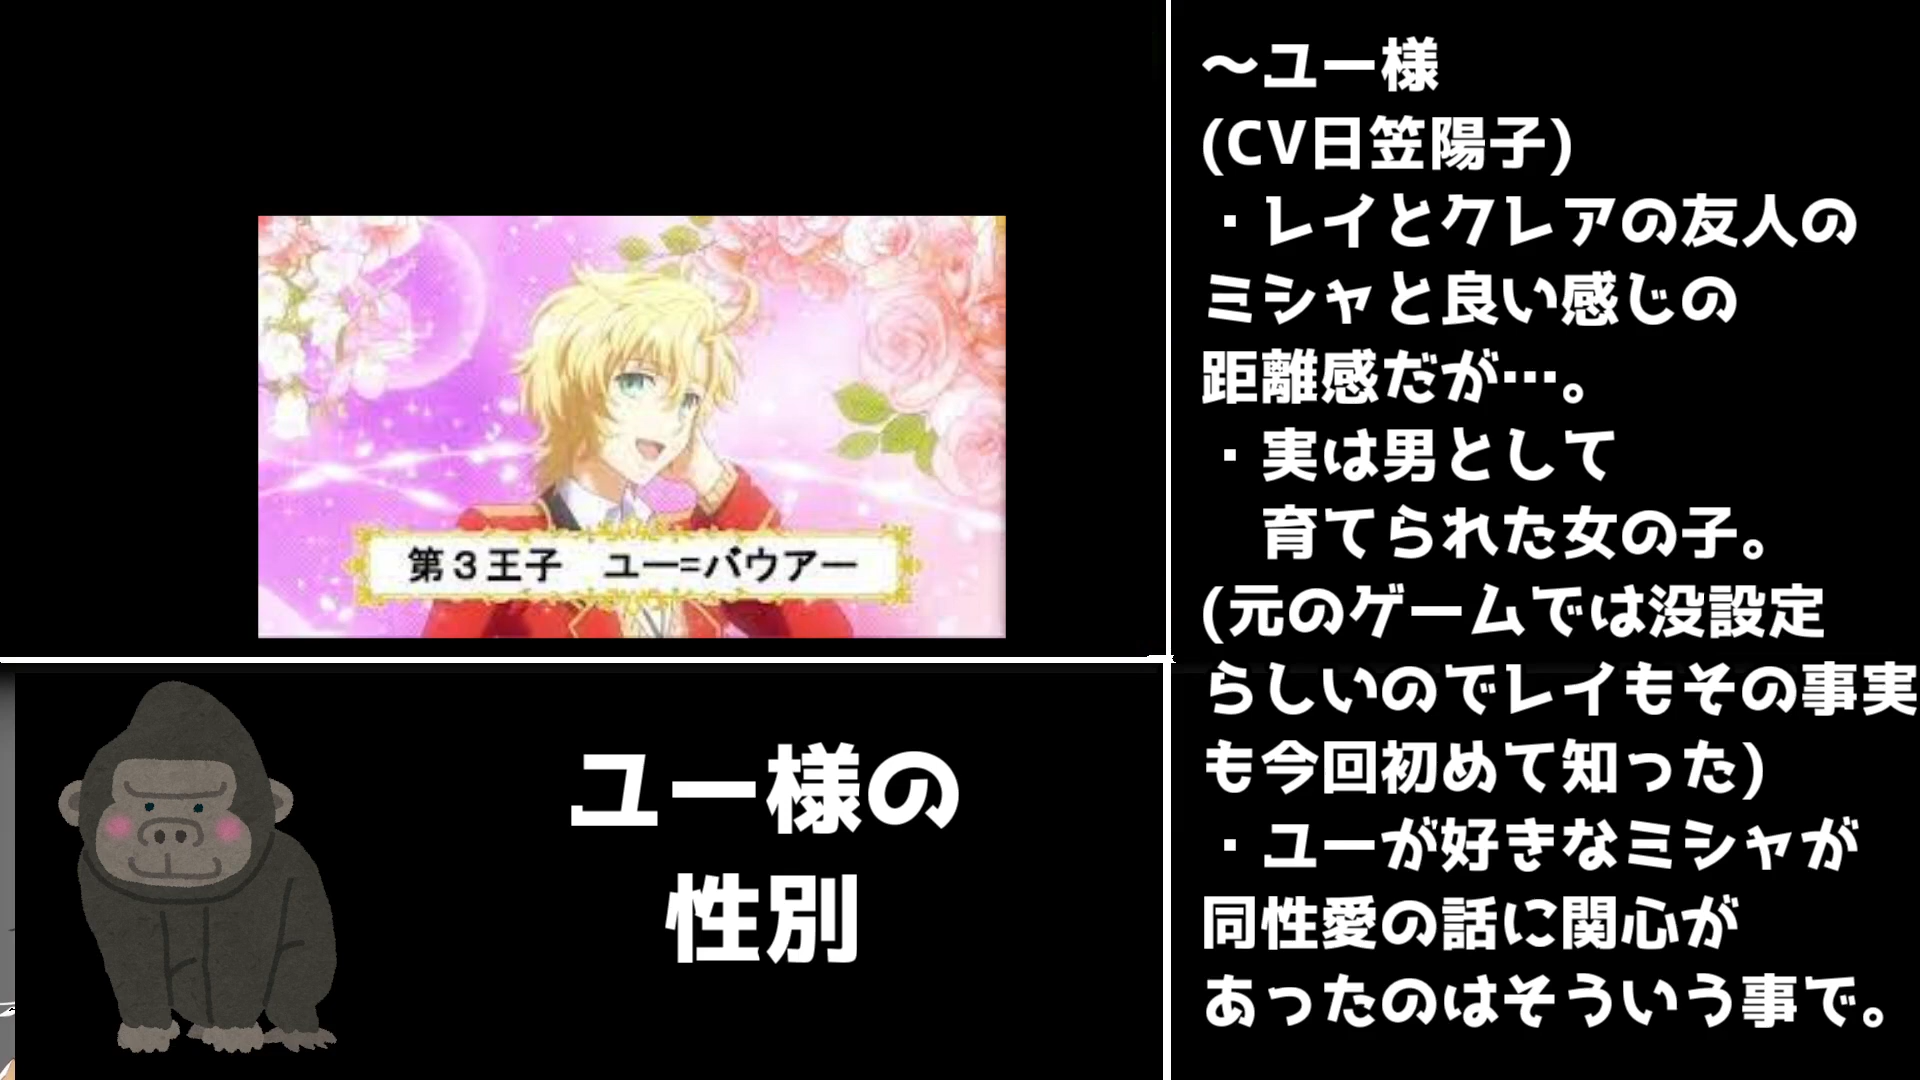 第3王子 ユー=バウアー
ユー様の
性別
～ユー様
(CV日笠陽子)
・レイとクレアの友人の
ミシャと良い感じの
距離感だが…。
・実は男として
育てられた女の子。
(元のゲームでは没設定
らしいのでレイもその事実
も今回初めて知った)
・ユーが好きなミシャが
同性愛の話に関心が
あったのはそういう事で。